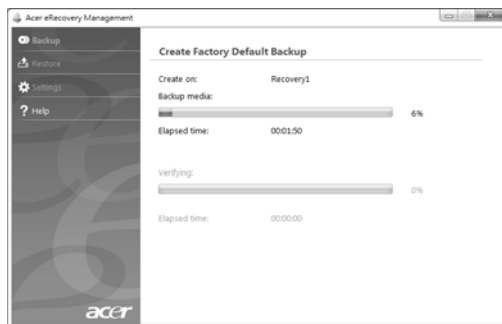 Acer eRecovery Management
Backup
Restore
Settings
? Help
Create Factory Default Backup
Create on: Recovery1
Backup media:
6%
Elapsed time: 00:01:50
Verifying:
0%
Elapsed time: 00:00:00
acer